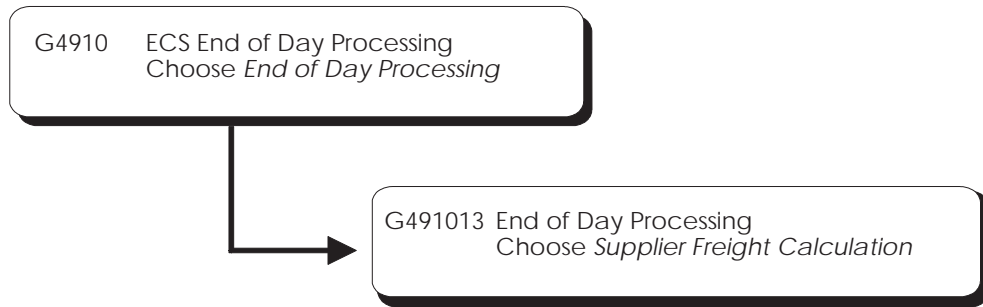 G4910 ECS End of Day Processing
Choose End of Day Processing
G491013 End of Day Processing
Choose Supplier Freight Calculation